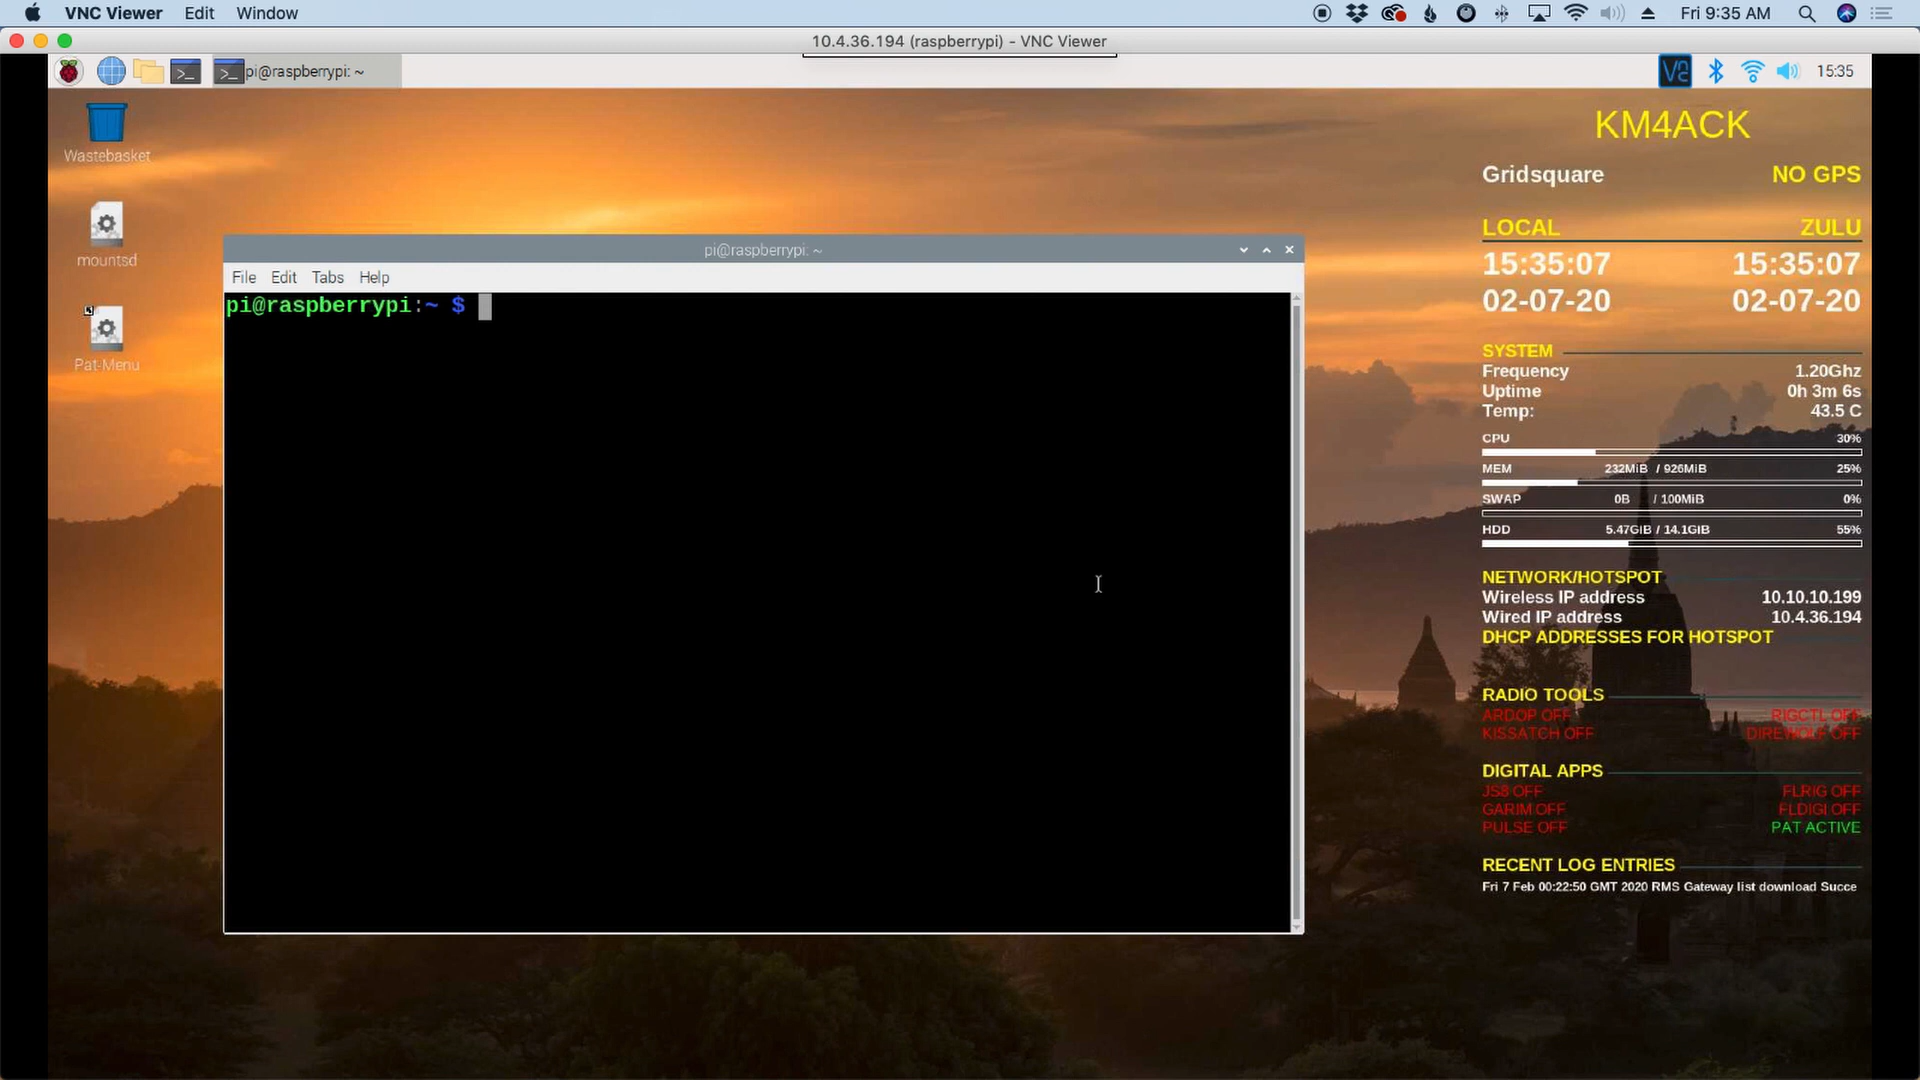 VNC Viewer Edit Window Fri 9:35 AM
10.4.36.194 (raspberrypi) - VNC Viewer
pi@raspberrypi: ~ 15:35
Wastebasket
mountsd
Pat-Menu
pi@raspberrypi: ~
File Edit Tabs Help
pi@raspberrypi:~ $
KM4ACK
Gridsquare NO GPS
LOCAL ZULU
15:35:07 15:35:07
02-07-20 02-07-20
SYSTEM
Frequency 1.20Ghz
Uptime 0h 3m 6s
Temp: 43.5 C
CPU 30%
MEM 232MiB / 926MiB 25%
SWAP 0B / 100MiB 0%
HDD 5.47GiB / 14.1GiB 55%
NETWORK/HOTSPOT
Wireless IP address 10.10.10.199
Wired IP address 10.4.36.194
DHCP ADDRESSES FOR HOTSPOT
RADIO TOOLS
ARDOP OFF RIGCTL OFF
KISSATCH OFF DIREWOLF OFF
DIGITAL APPS
JS8 OFF FLRIG OFF
GARIM OFF FLDIGI OFF
PULSE OFF PAT ACTIVE
RECENT LOG ENTRIES
Fri 7 Feb 00:22:50 GMT 2020 RMS Gateway list download Succe